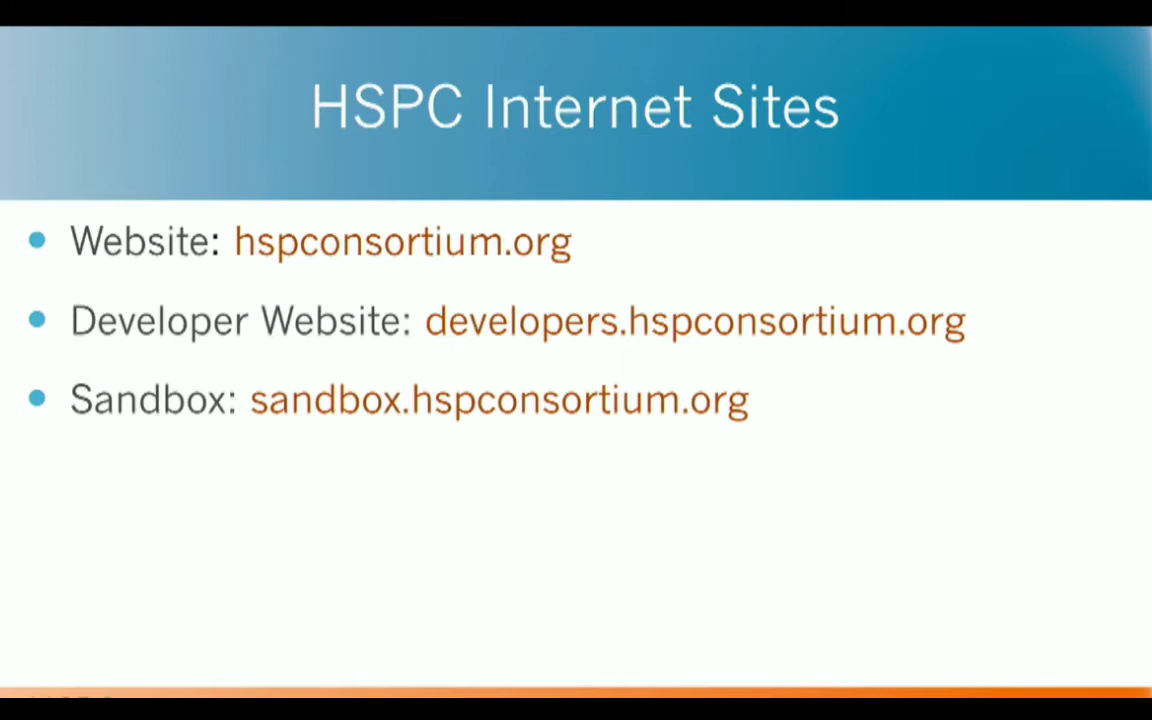 HSPC Internet Sites
Website: hspconsortium.org
Developer Website: developers.hspconsortium.org
Sandbox: sandbox.hspconsortium.org